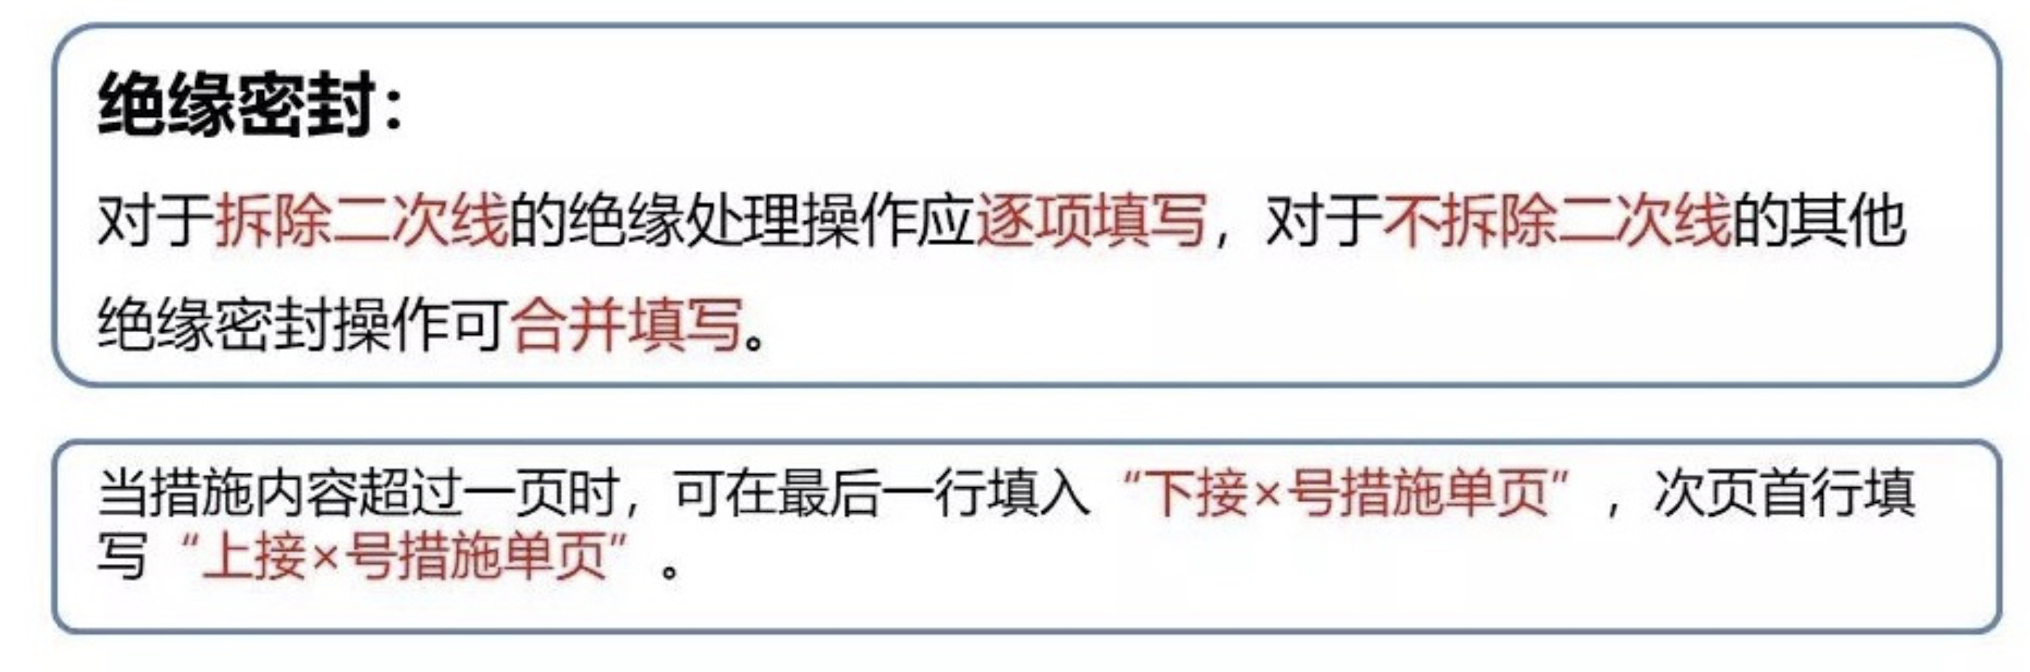 绝缘密封：
对于拆除二次线的绝缘处理操作应逐项填写，对于不拆除二次线的其他
绝缘密封操作可合并填写。
当措施内容超过一页时，可在最后一行填入“下接×号措施单页”，次页首行填
写“上接×号措施单页”。